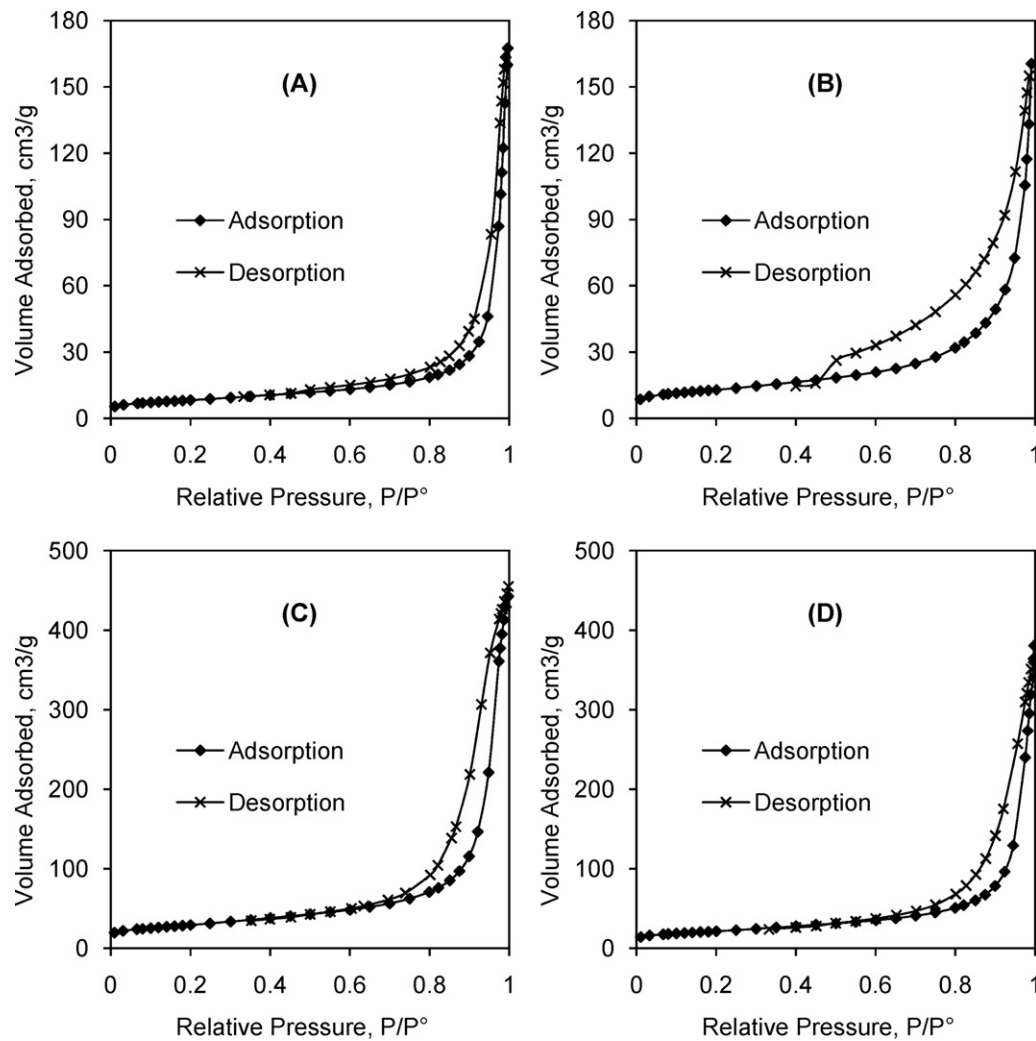 180
150
120
90
60
30
0
Volume Adsorbed, cm3/g
(A)
Adsorption
Desorption
0 0.2 0.4 0.6 0.8 1
Relative Pressure, P/P°
180
150
120
90
60
30
0
Volume Adsorbed, cm3/g
(B)
Adsorption
Desorption
0 0.2 0.4 0.6 0.8 1
Relative Pressure, P/P°
500
400
300
200
100
0
Volume Adsorbed, cm3/g
(C)
Adsorption
Desorption
0 0.2 0.4 0.6 0.8 1
Relative Pressure, P/P°
500
400
300
200
100
0
Volume Adsorbed, cm3/g
(D)
Adsorption
Desorption
0 0.2 0.4 0.6 0.8 1
Relative Pressure, P/P°